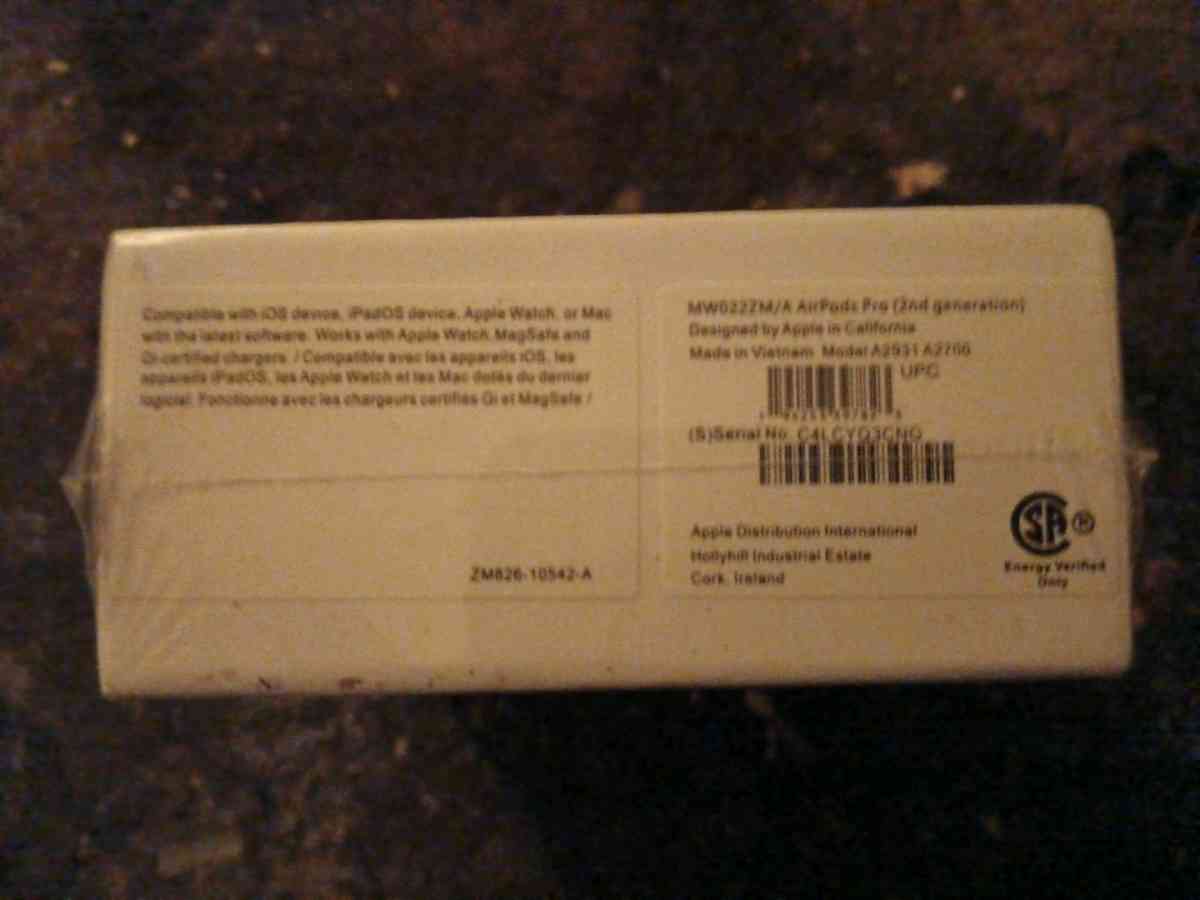 Compatible with iOS device, iPadOS device, Apple Watch, or Mac
with the latest software. Works with Apple Watch, MagSafe and
Qi-certified chargers. / Compatible avec les appareils iOS, les
appareils iPadOS, les Apple Watch et les Mac dotés du dernier
logiciel. Fonctionne avec les chargeurs certifiés Qi et MagSafe /
ZM826-10542-A
MW022ZM/A AirPods Pro (2nd generation)
Designed by Apple in California
Made in Vietnam Model A2931
UPC
(S)Serial No.
Apple Distribution International
Hollyhill Industrial Estate
Cork, Ireland
SA ®
Energy Verified
Only